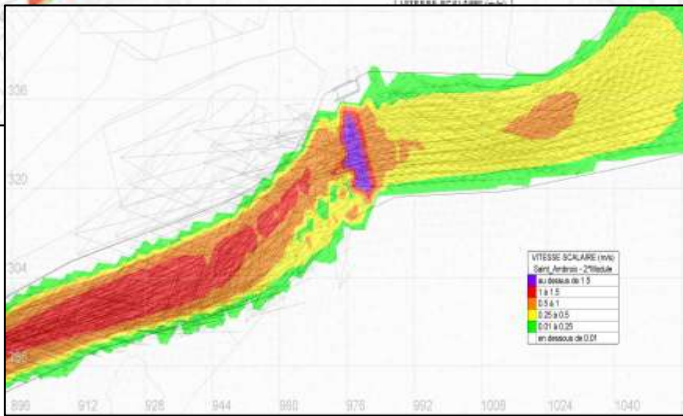 336
320
304
VITESSE SCALAIRE (m/s)
Saint_Ambroix - 2*Module
au dessus de 1.5
1 à 1.5
0.5 à 1
0.25 à 0.5
0.01 à 0.25
en dessous de 0.01
896 912 928 944 960 976 992 1008 1024 1040